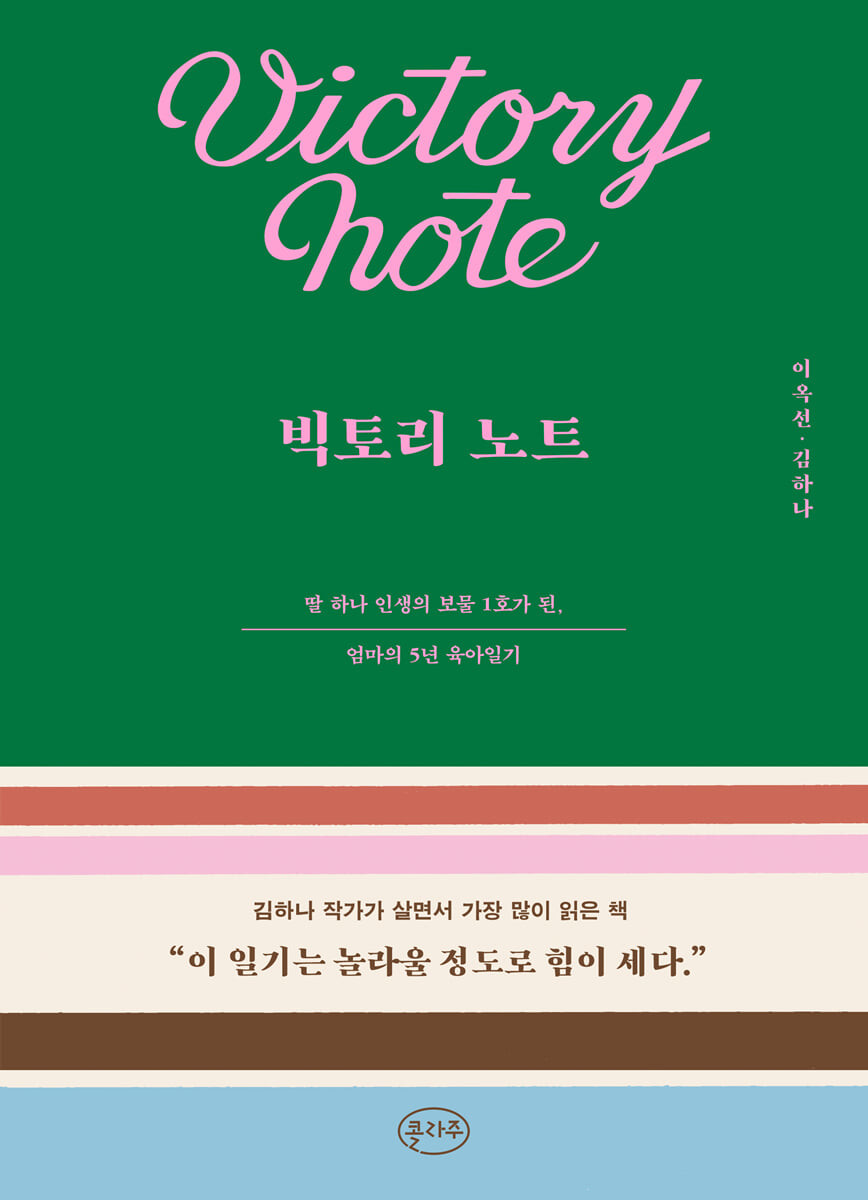 Victory
note
빅토리 노트
이옥선·김하나
딸 하나 인생의 보물 1호가 된,
엄마의 5년 육아일기
김하나 작가가 살면서 가장 많이 읽은 책
“이 일기는 놀라울 정도로 힘이 세다.”
콜라주